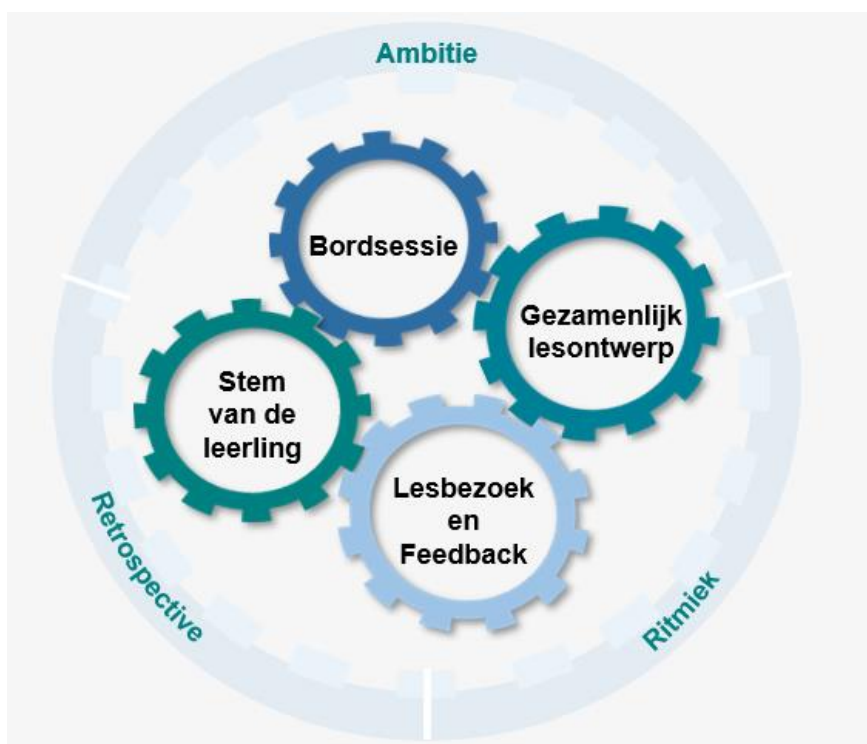 Ambitie
Bordsessie
Gezamenlijk
lesontwerp
Stem
van de
leerling
Lesbezoek
en
Feedback
Retrospective
Ritmiek